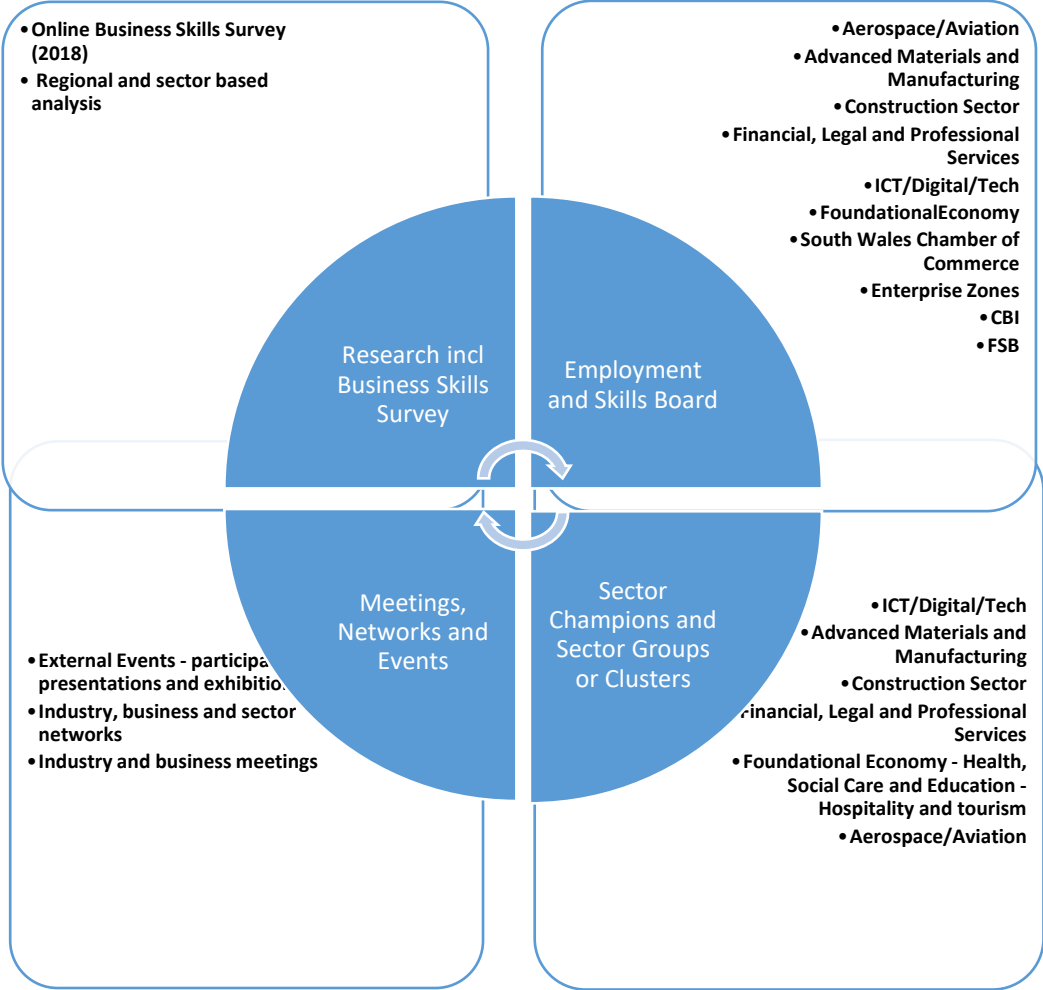 •Online Business Skills Survey
(2018)
• Regional and sector based
analysis
•Aerospace/Aviation
•Advanced Materials and
Manufacturing
•Construction Sector
•Financial, Legal and Professional
Services
•ICT/Digital/Tech
•FoundationalEconomy
•South Wales Chamber of
Commerce
•Enterprise Zones
•CBI
•FSB
Research incl
Business Skills
Survey
Employment
and Skills Board
Meetings,
Networks and
Events
Sector
Champions and
Sector Groups
or Clusters
•External Events -
presentations and
•Industry, business and sector
networks
•Industry and business meetings
•ICT/Digital/Tech
•Advanced Materials and
Manufacturing
•Construction Sector
Financial, Legal and Professional
Services
•Foundational Economy - Health,
Social Care and Education -
Hospitality and tourism
•Aerospace/Aviation